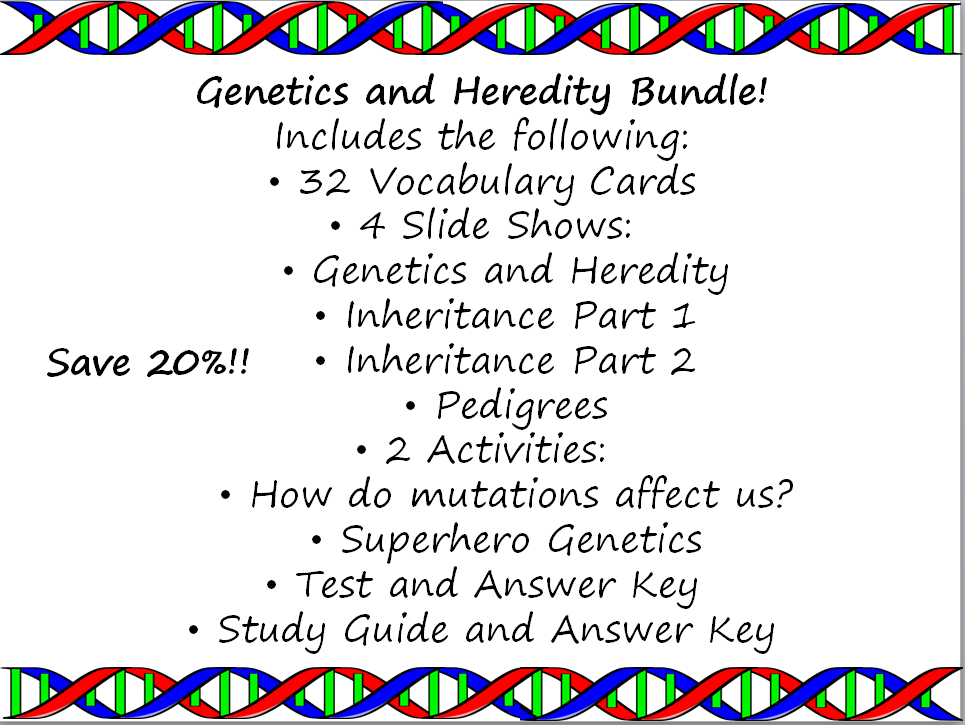 Genetics and Heredity Bundle!
Includes the following:
• 32 Vocabulary Cards
• 4 Slide Shows:
• Genetics and Heredity
• Inheritance Part 1
Save 20%!!
• Inheritance Part 2
• Pedigrees
• 2 Activities:
• How do mutations affect us?
• Superhero Genetics
• Test and Answer Key
• Study Guide and Answer Key